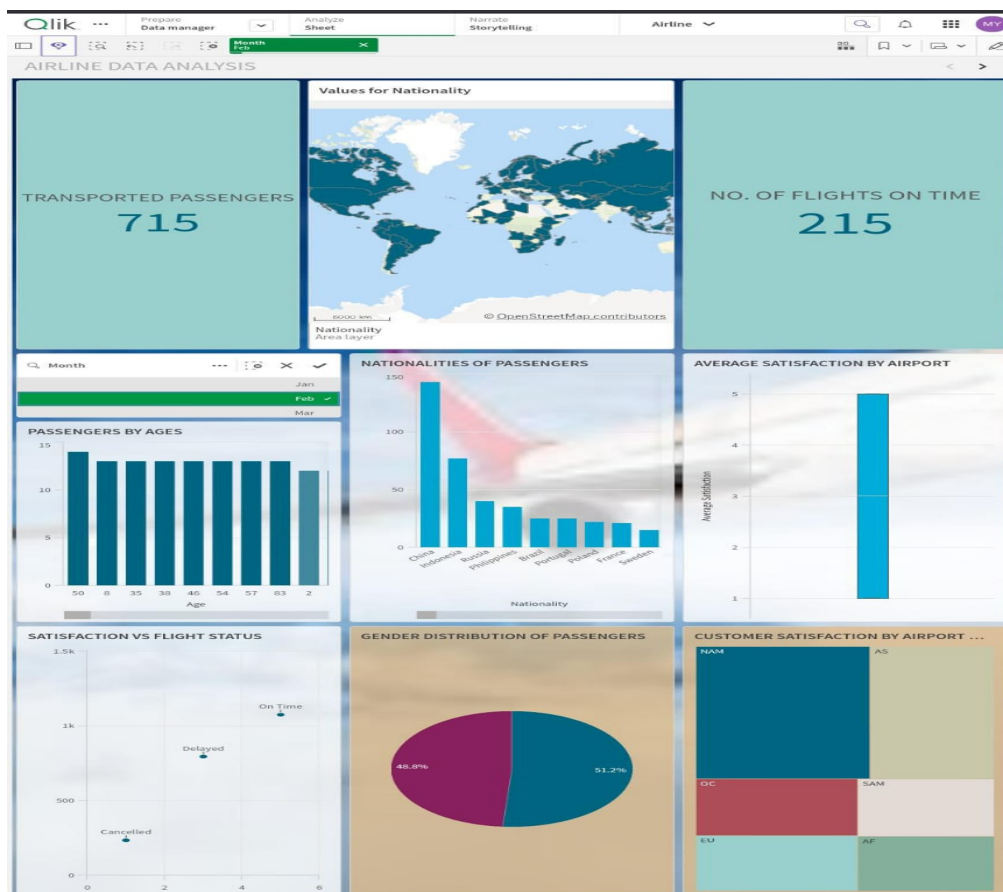 Qlik
Prepare
Data manager
Analyze
Sheet
Narrate
Storytelling
Airline
MY
Month
Feb
AIRLINE DATA ANALYSIS
TRANSPORTED PASSENGERS
715
Values for Nationality
6000 km
© OpenStreetMap contributors
Nationality
Area layer
NO. OF FLIGHTS ON TIME
215
Month
Jan
Feb
Mar
PASSENGERS BY AGES
15
10
5
0
50 8 35 38 46 54 57 83 2
Age
NATIONALITIES OF PASSENGERS
150
100
50
0
China Indonesia Russia Philippines Brazil Portugal Poland France Sweden
Nationality
AVERAGE SATISFACTION BY AIRPORT
Average Satisfaction
5
4
3
2
1
SATISFACTION VS FLIGHT STATUS
1.5k
1k
500
0
On Time
Delayed
Cancelled
0 2 4 6
GENDER DISTRIBUTION OF PASSENGERS
48.8%
51.2%
CUSTOMER SATISFACTION BY AIRPORT ...
NAM
AS
OC
SAM
EU
AF